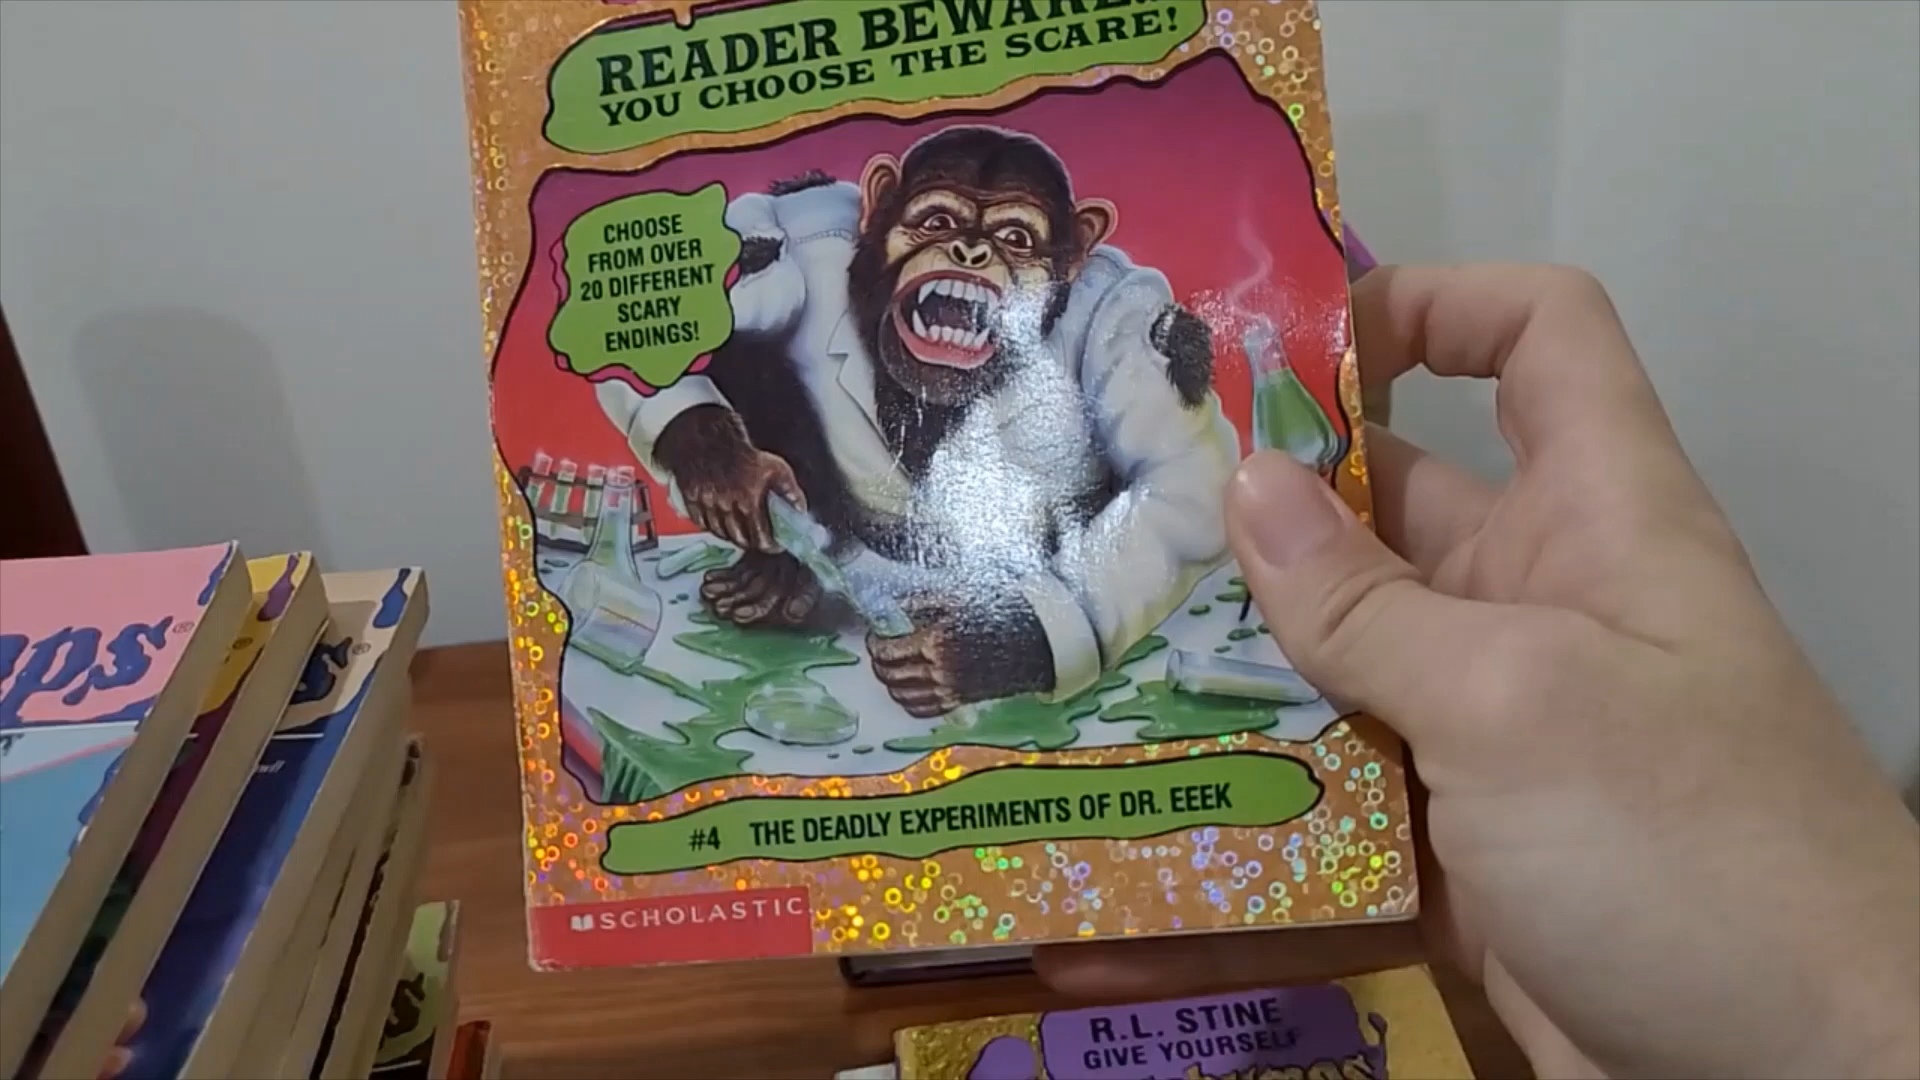 READER BEWARE...
YOU CHOOSE THE SCARE!
CHOOSE
FROM OVER
20 DIFFERENT
SCARY
ENDINGS!
#4 THE DEADLY EXPERIMENTS OF DR. EEEK
SCHOLASTIC
R.L. STINE
GIVE YOURSELF